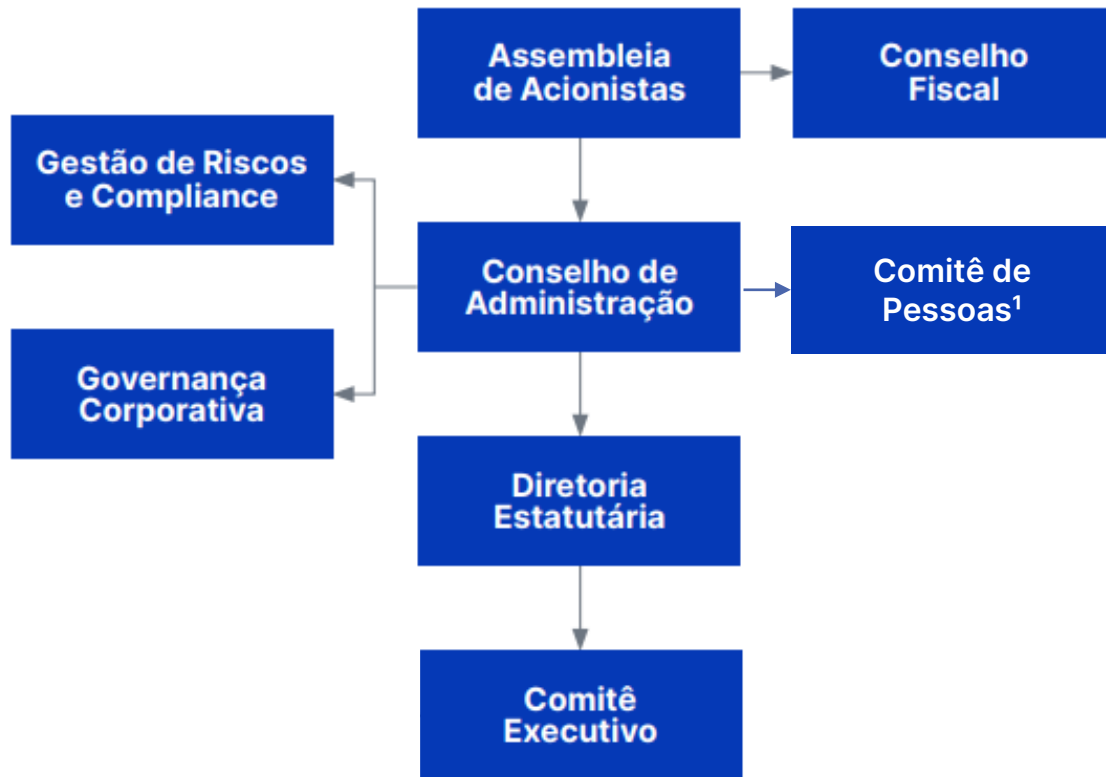 Assembleia
de Acionistas
Conselho
Fiscal
Gestão de Riscos
e Compliance
Conselho de
Administração
Comitê de
Pessoas¹
Governança
Corporativa
Diretoria
Estatutária
Comitê
Executivo